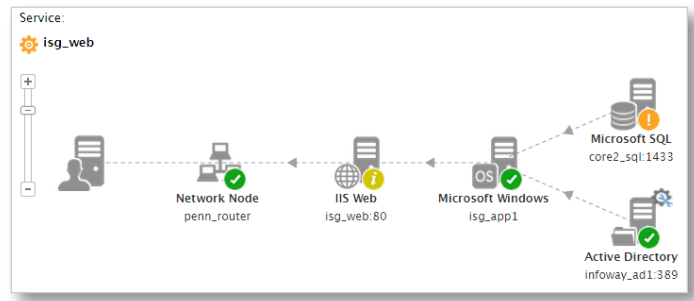 Service:
isg_web
Network Node
penn_router
IIS Web
isg_web:80
OS
Microsoft Windows
isg_app1
Microsoft SQL
core2_sql:1433
Active Directory
infoway_ad1:389